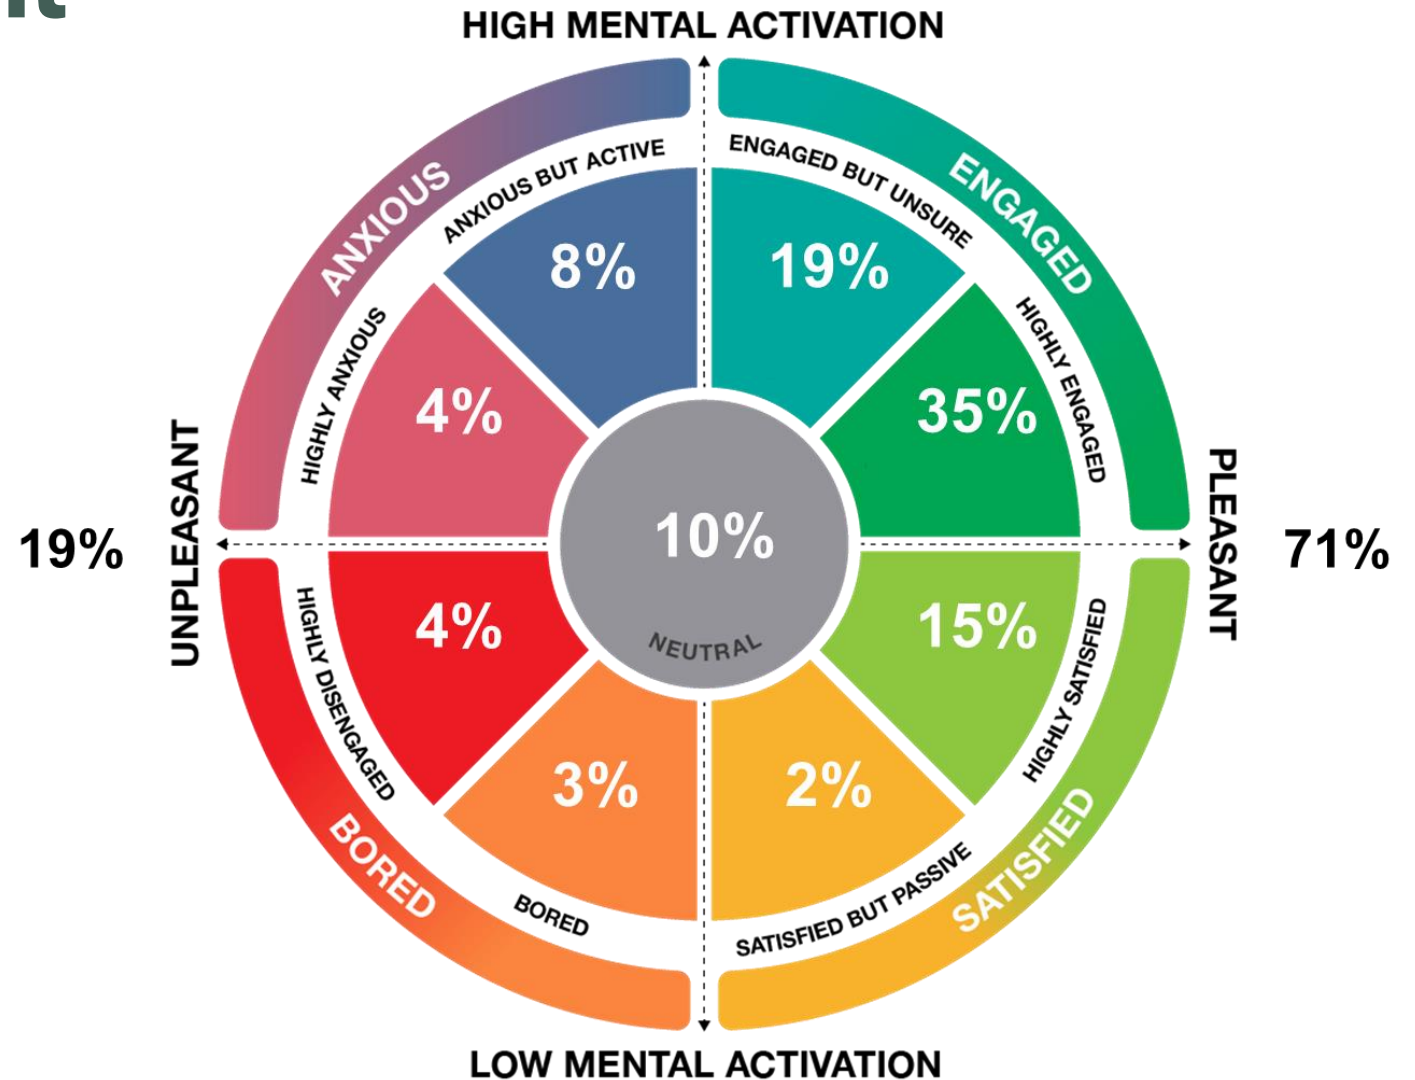 HIGH MENTAL ACTIVATION
ANXIOUS
ANXIOUS BUT ACTIVE
ENGAGED BUT UNSURE
ENGAGED
8%
19%
HIGHLY ANXIOUS
HIGHLY ENGAGED
4%
35%
UNPLEASANT
PLEASANT
19%
10%
71%
NEUTRAL
4%
15%
HIGHLY DISENGAGED
HIGHLY SATISFIED
3%
2%
BORED
BORED
SATISFIED BUT PASSIVE
SATISFIED
LOW MENTAL ACTIVATION